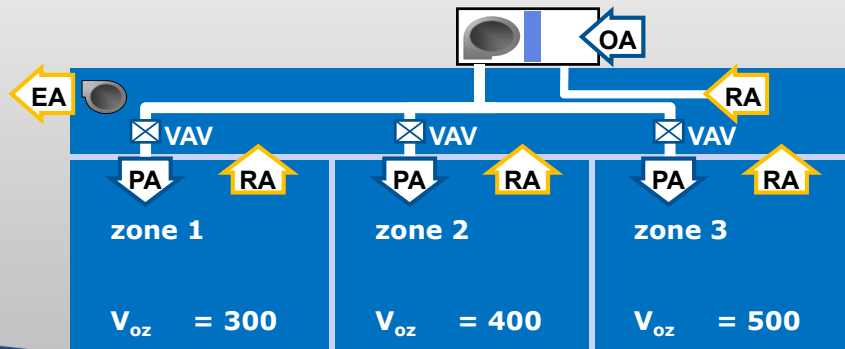 OA
EA
RA
VAV VAV VAV
PA RA PA RA PA RA
zone 1 zone 2 zone 3
Voz = 300 Voz = 400 Voz = 500